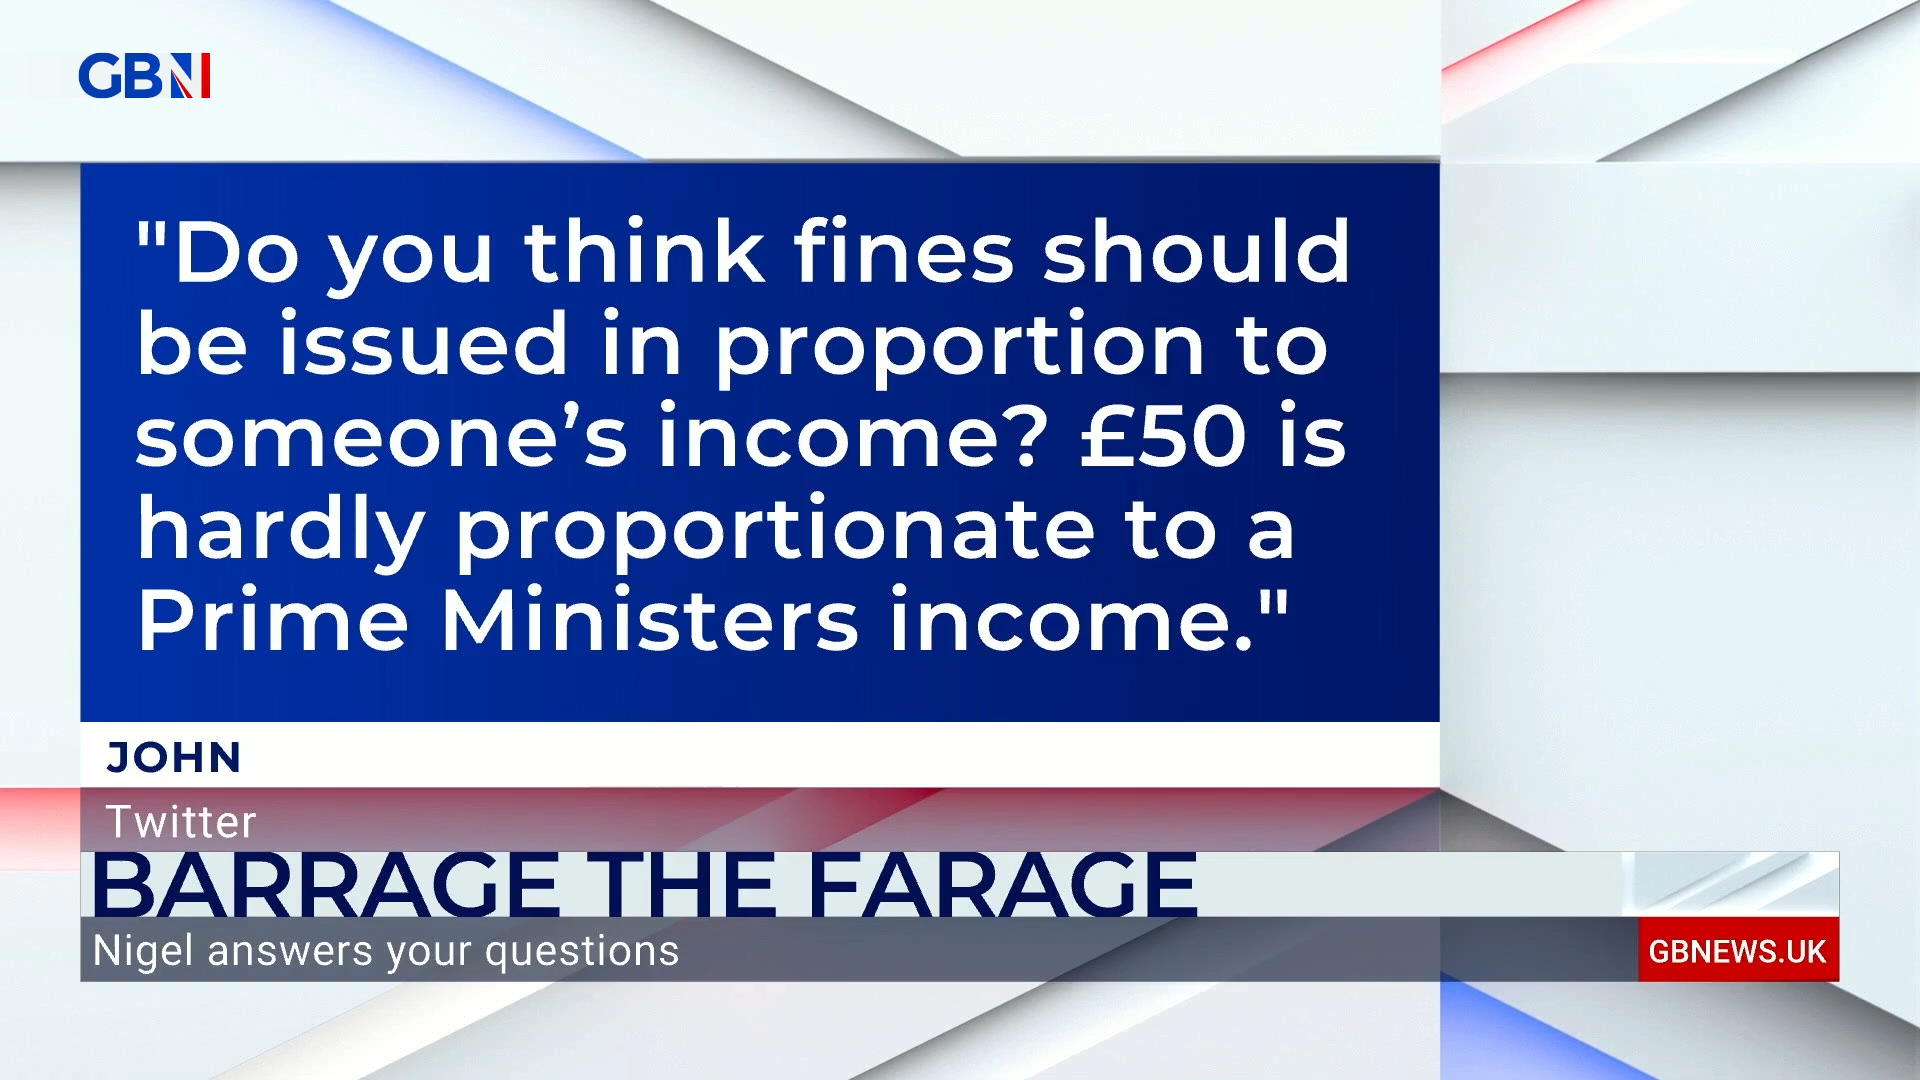 GBN
"Do you think fines should
be issued in proportion to
someone’s income? £50 is
hardly proportionate to a
Prime Ministers income."
JOHN
Twitter
BARRAGE THE FARAGE
Nigel answers your questions
GBNEWS.UK